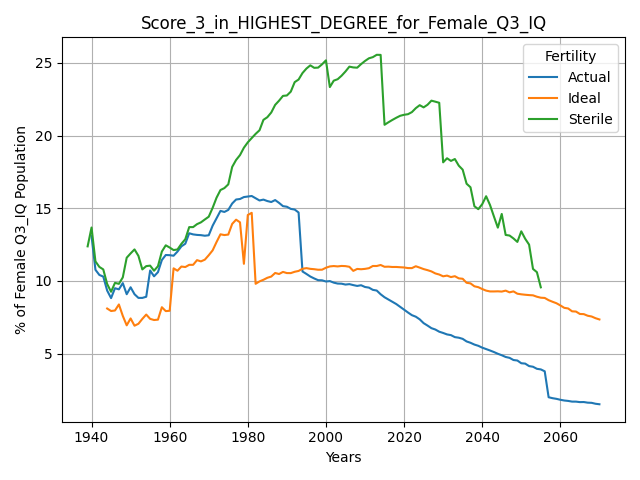 Score_3_in_HIGHEST_DEGREE_for_Female_Q3_IQ
% of Female Q3_IQ Population
25
20
15
10
5
Fertility
Actual
Ideal
Sterile
1940 1960 1980 2000 2020 2040 2060
Years